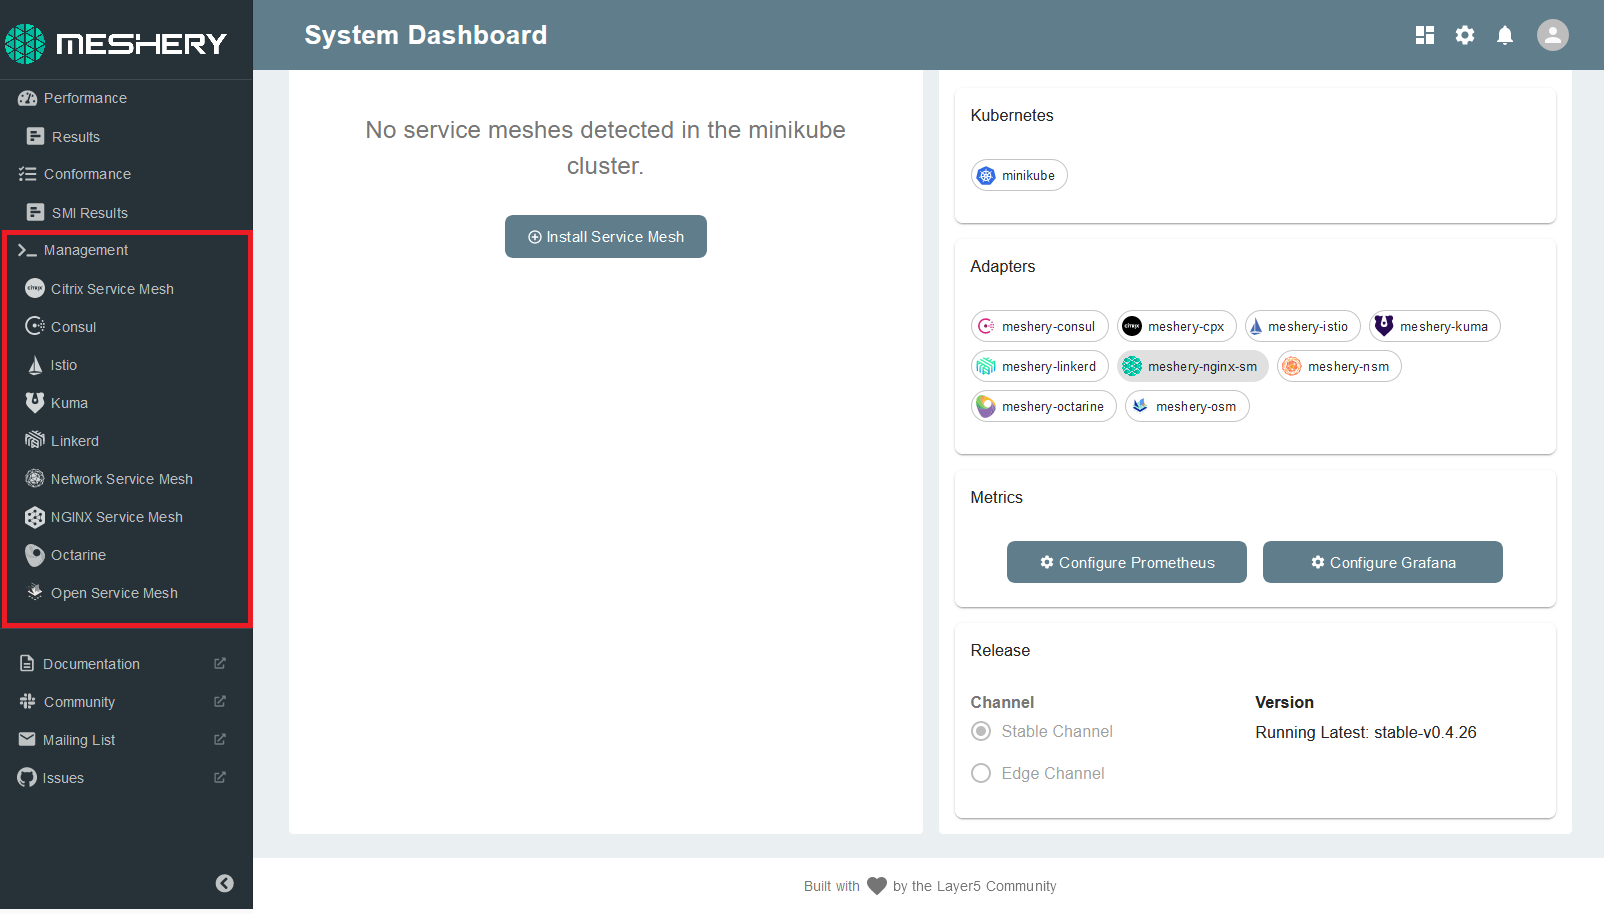 MESHERY
Performance
Results
Conformance
SMI Results
Management
Citrix Service Mesh
Consul
Istio
Kuma
Linkerd
Network Service Mesh
NGINX Service Mesh
Octarine
Open Service Mesh
Documentation
Community
Mailing List
Issues
System Dashboard
No service meshes detected in the minikube
cluster.
Install Service Mesh
Kubernetes
minikube
Adapters
meshery-consul
citrix
meshery-cpx
meshery-istio
meshery-kuma
meshery-linkerd
meshery-nginx-sm
meshery-nsm
meshery-octarine
meshery-osm
Metrics
Configure Prometheus
Configure Grafana
Release
Channel
Version
Stable Channel
Running Latest: stable-v0.4.26
Edge Channel
Built with
by the Layer5 Community